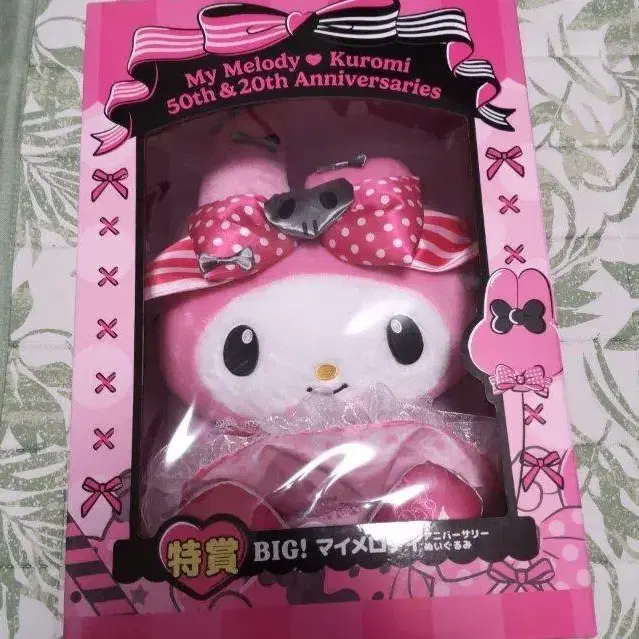 My Melody ♥ Kuromi
50th & 20th Anniversaries
特賞
BIG! マイメロディ
アニバーサリー
ぬいぐるみ